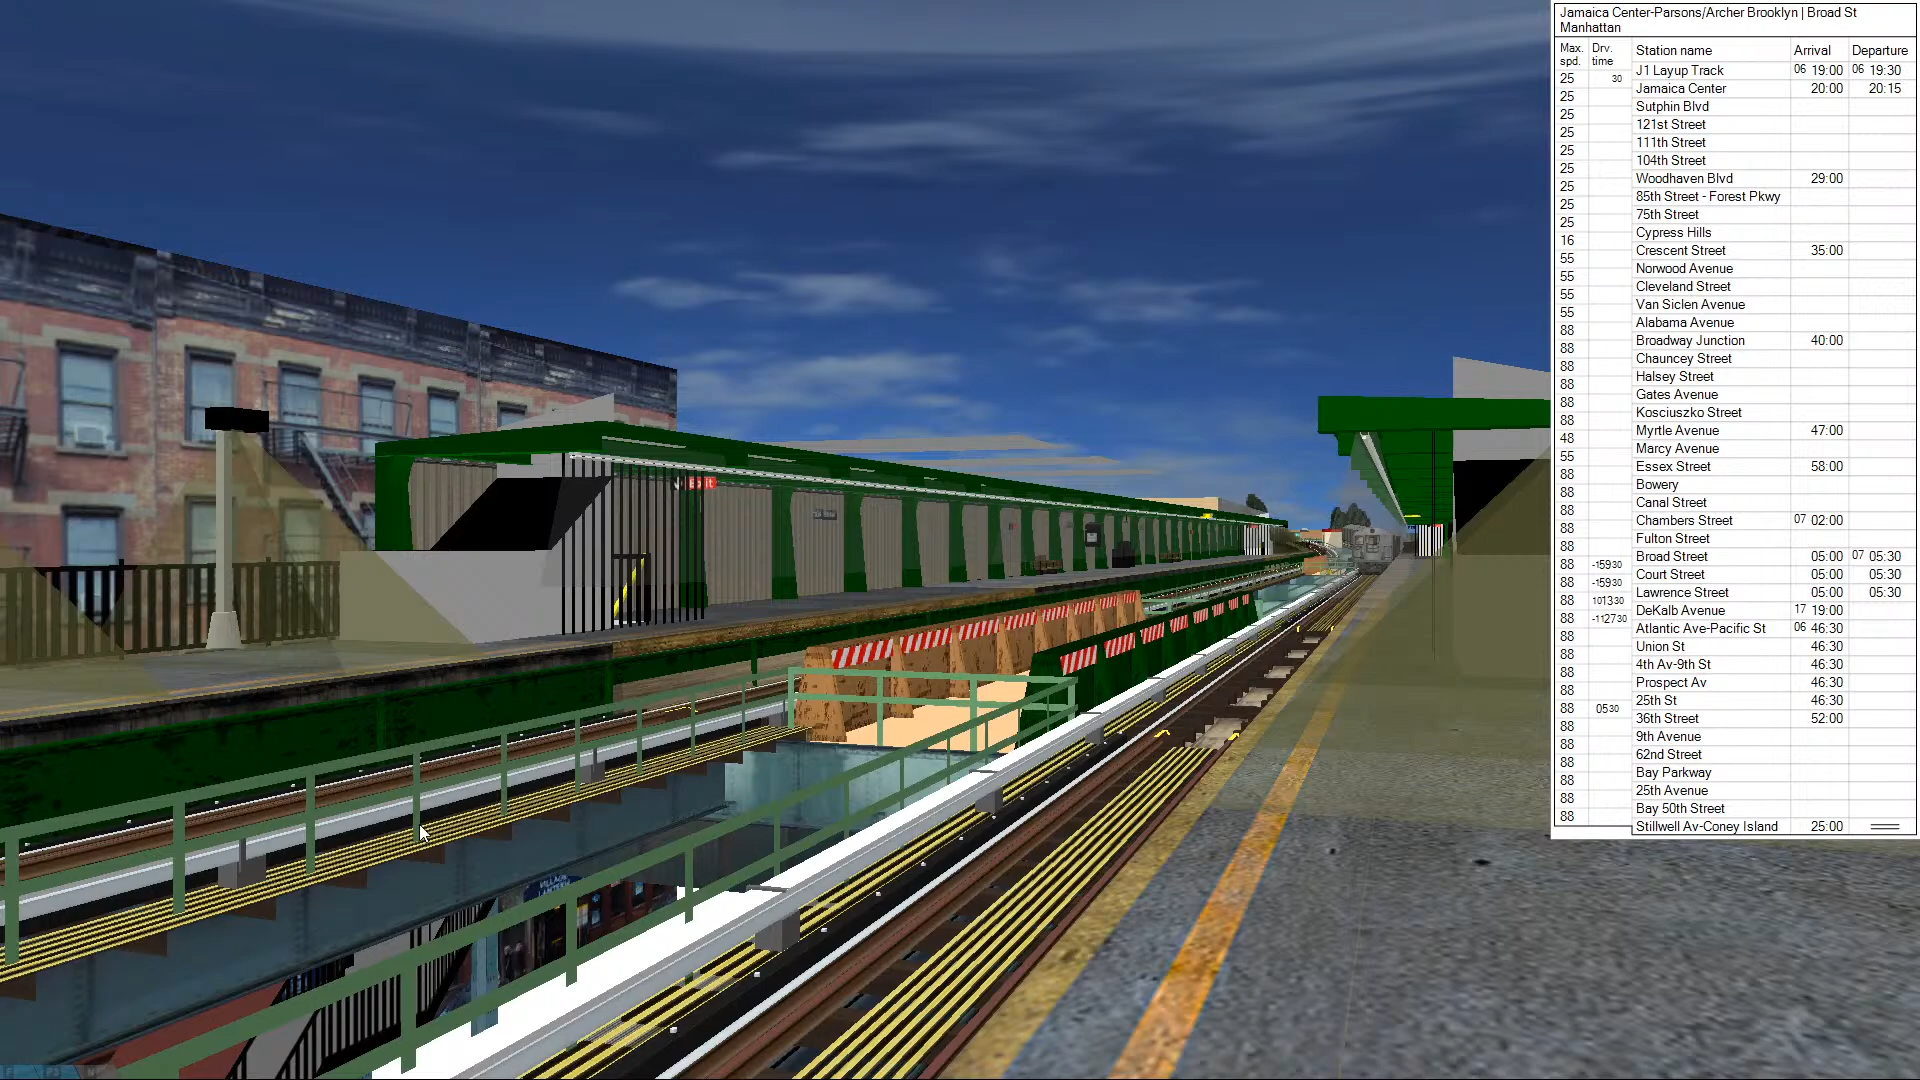 Jamaica Center-Parsons/Archer Brooklyn | Broad St
Manhattan
Max. spd. Drv. time Station name Arrival Departure
25 30 J1 Layup Track 06 19:00 06 19:30
25 Jamaica Center 20:00 20:15
25 Sutphin Blvd
25 121st Street
25 111th Street
25 104th Street
25 Woodhaven Blvd 29:00
25 85th Street - Forest Pkwy
25 75th Street
16 Cypress Hills
55 Crescent Street 35:00
55 Norwood Avenue
55 Cleveland Street
55 Van Siclen Avenue
88 Alabama Avenue
88 Broadway Junction 40:00
88 Chauncey Street
88 Halsey Street
88 Gates Avenue
88 Kosciuszko Street
48 Myrtle Avenue 47:00
55 Marcy Avenue
88 Essex Street 58:00
88 Bowery
88 Canal Street
88 Chambers Street 07 02:00
88 Fulton Street
88 -15930 Broad Street 05:00 07 05:30
88 -15930 Court Street 05:00 05:30
88 101330 Lawrence Street 05:00 05:30
88 -112730 DeKalb Avenue 17 19:00
88 Atlantic Ave-Pacific St 06 46:30
88 Union St 46:30
88 4th Av-9th St 46:30
88 Prospect Av 46:30
88 0530 25th St 46:30
88 36th Street 52:00
88 9th Avenue
88 62nd Street
88 Bay Parkway
88 25th Avenue
88 Bay 50th Street
Stillwell Av-Coney Island 25:00
Exit